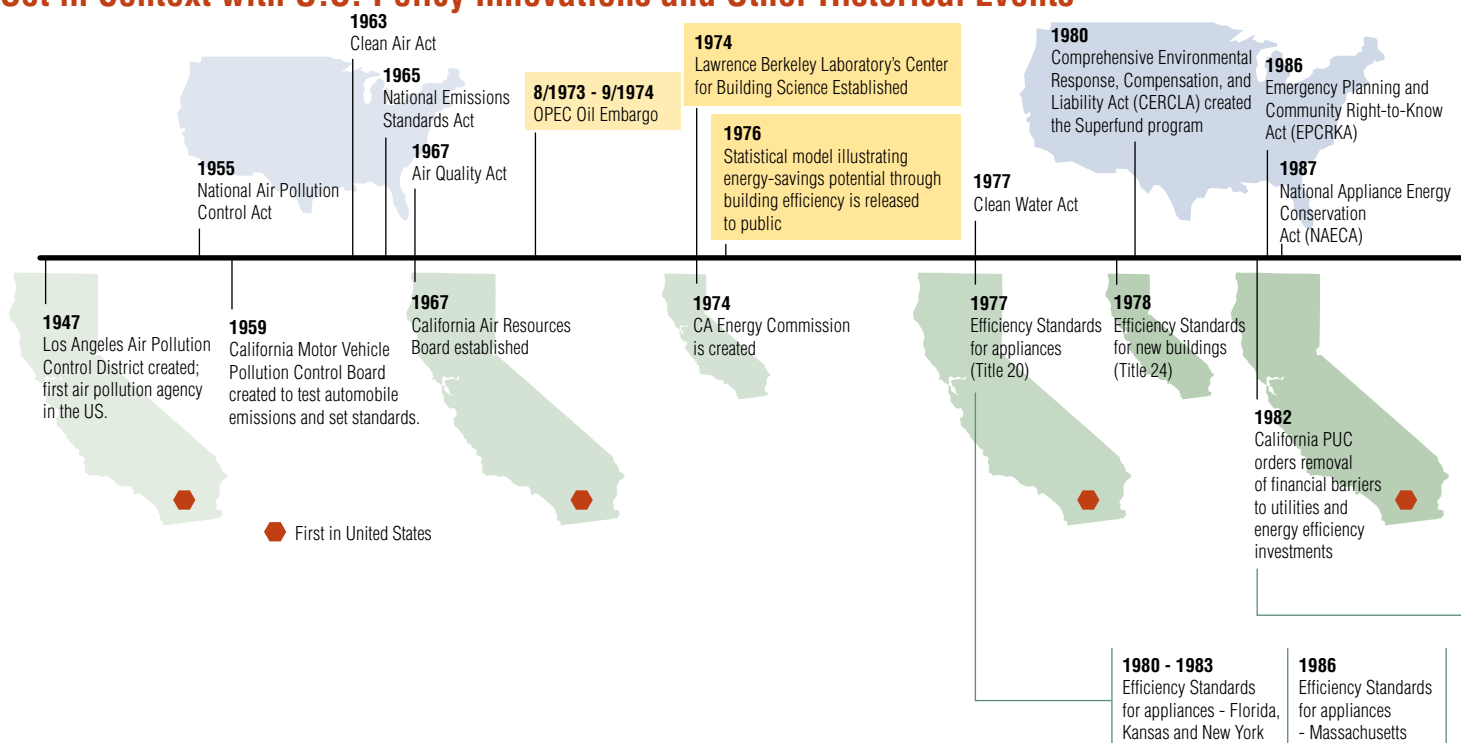 1963
Clean Air Act
1965
National Emissions
Standards Act
1967
Air Quality Act
1955
National Air Pollution
Control Act
8/1973 - 9/1974
OPEC Oil Embargo
1974
Lawrence Berkeley Laboratory's Center
for Building Science Established
1976
Statistical model illustrating
energy-savings potential through
building efficiency is released
to public
1977
Clean Water Act
1980
Comprehensive Environmental
Response, Compensation, and
Liability Act (CERCLA) created
the Superfund program
1986
Emergency Planning and
Community Right-to-Know
Act (EPCRKA)
1987
National Appliance Energy
Conservation
Act (NAECA)
1947
Los Angeles Air Pollution
Control District created;
first air pollution agency
in the US.
1959
California Motor Vehicle
Pollution Control Board
created to test automobile
emissions and set standards.
1967
California Air Resources
Board established
1974
CA Energy Commission
is created
1977
Efficiency Standards
for appliances
(Title 20)
1978
Efficiency Standards
for new buildings
(Title 24)
1982
California PUC
orders removal
of financial barriers
to utilities and
energy efficiency
investments
First in United States
1980 - 1983
Efficiency Standards
for appliances - Florida,
Kansas and New York
1986
Efficiency Standards
for appliances
- Massachusetts